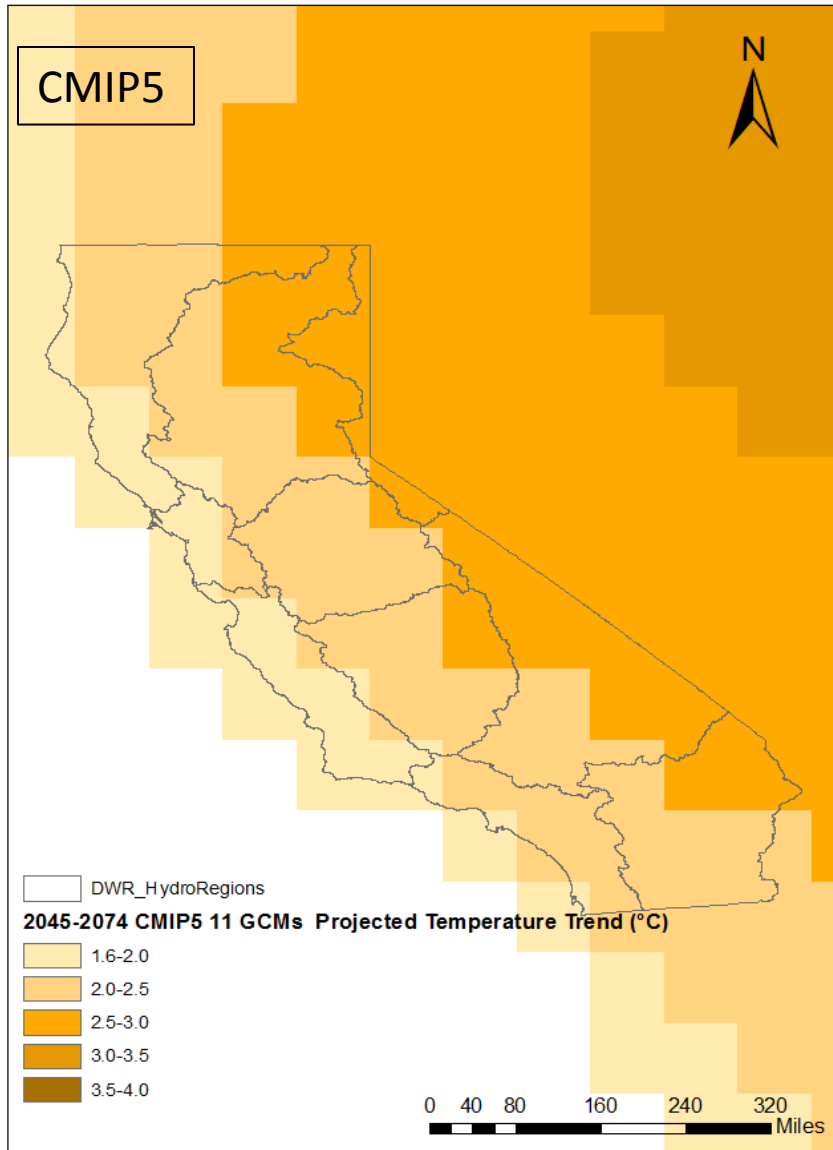 CMIP5
N
DWR_HydroRegions
2045-2074 CMIP5 11 GCMs Projected Temperature Trend (°C)
1.6-2.0
2.0-2.5
2.5-3.0
3.0-3.5
3.5-4.0
0 40 80 160 240 320
Miles